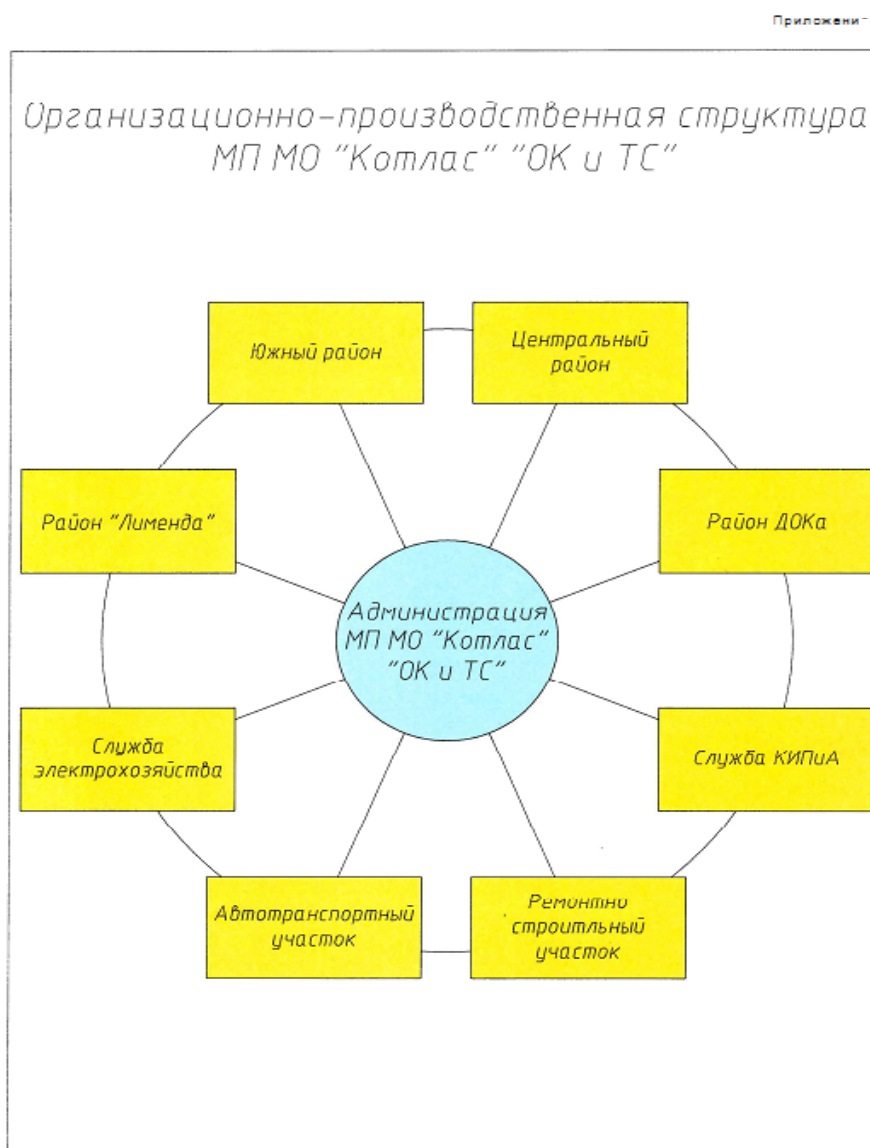 Приложени
Организационно-производственная структура
МП МО "Котлас" "ОК и ТС"
Южный район
Центральный
район
Район "Лименда"
Район ДОКа
Администрация
МП МО "Котлас"
"ОК и ТС"
Служба
электрохозяйства
Служба КИПиА
Автотранспортный
участок
Ремонтно
строитльный
участок